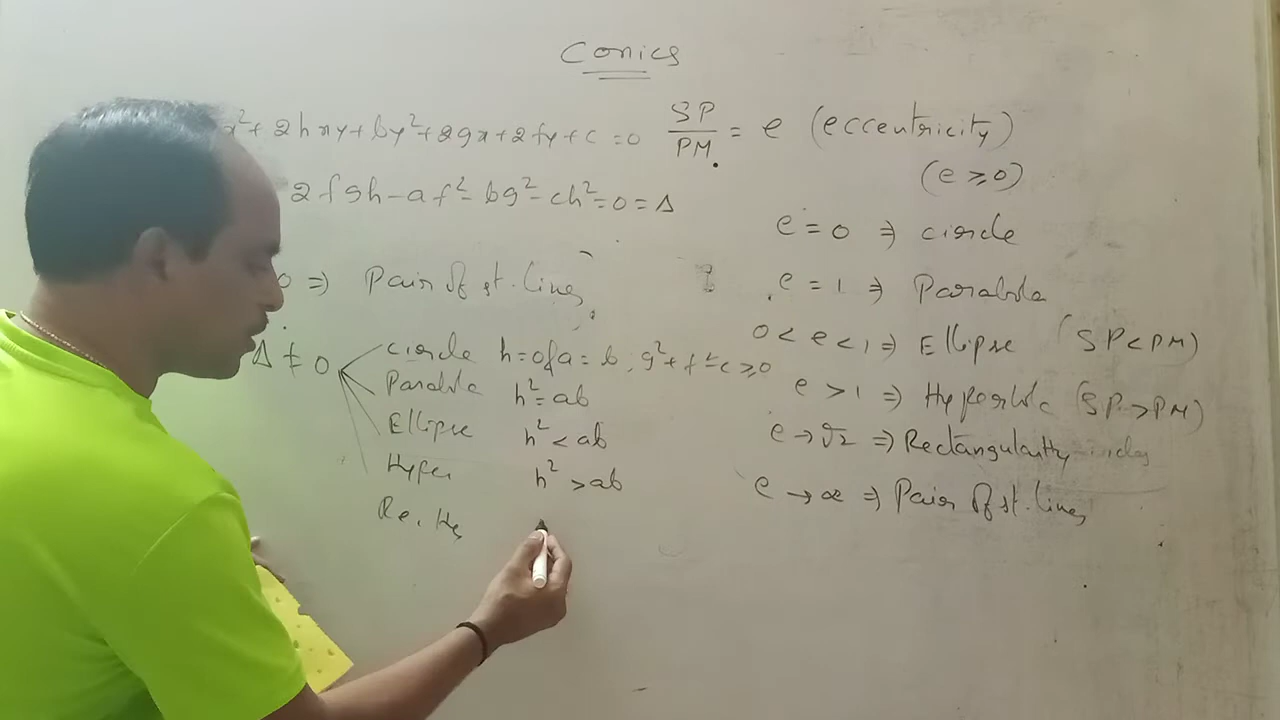 Conics
x²+2hxy+by²+2gx+2fy+c=0
2fgh-af²-bg²-ch²=0=Δ
0 ⇒ Pair of st. lines
Δ ≠ 0
circle h=0 a=b, g²+f²-c≥0
Parabola h²=ab
Ellipse h²<ab
Hyper h²>ab
Re. Hy
SP/PM = e (eccentricity)
(e≥0)
e=0 ⇒ circle
e=1 ⇒ Parabola
0<e<1 ⇒ Ellipse (SP<PM)
e>1 ⇒ (SP>PM)
e→√2 ⇒
e→∞ ⇒ Pair of st. lines